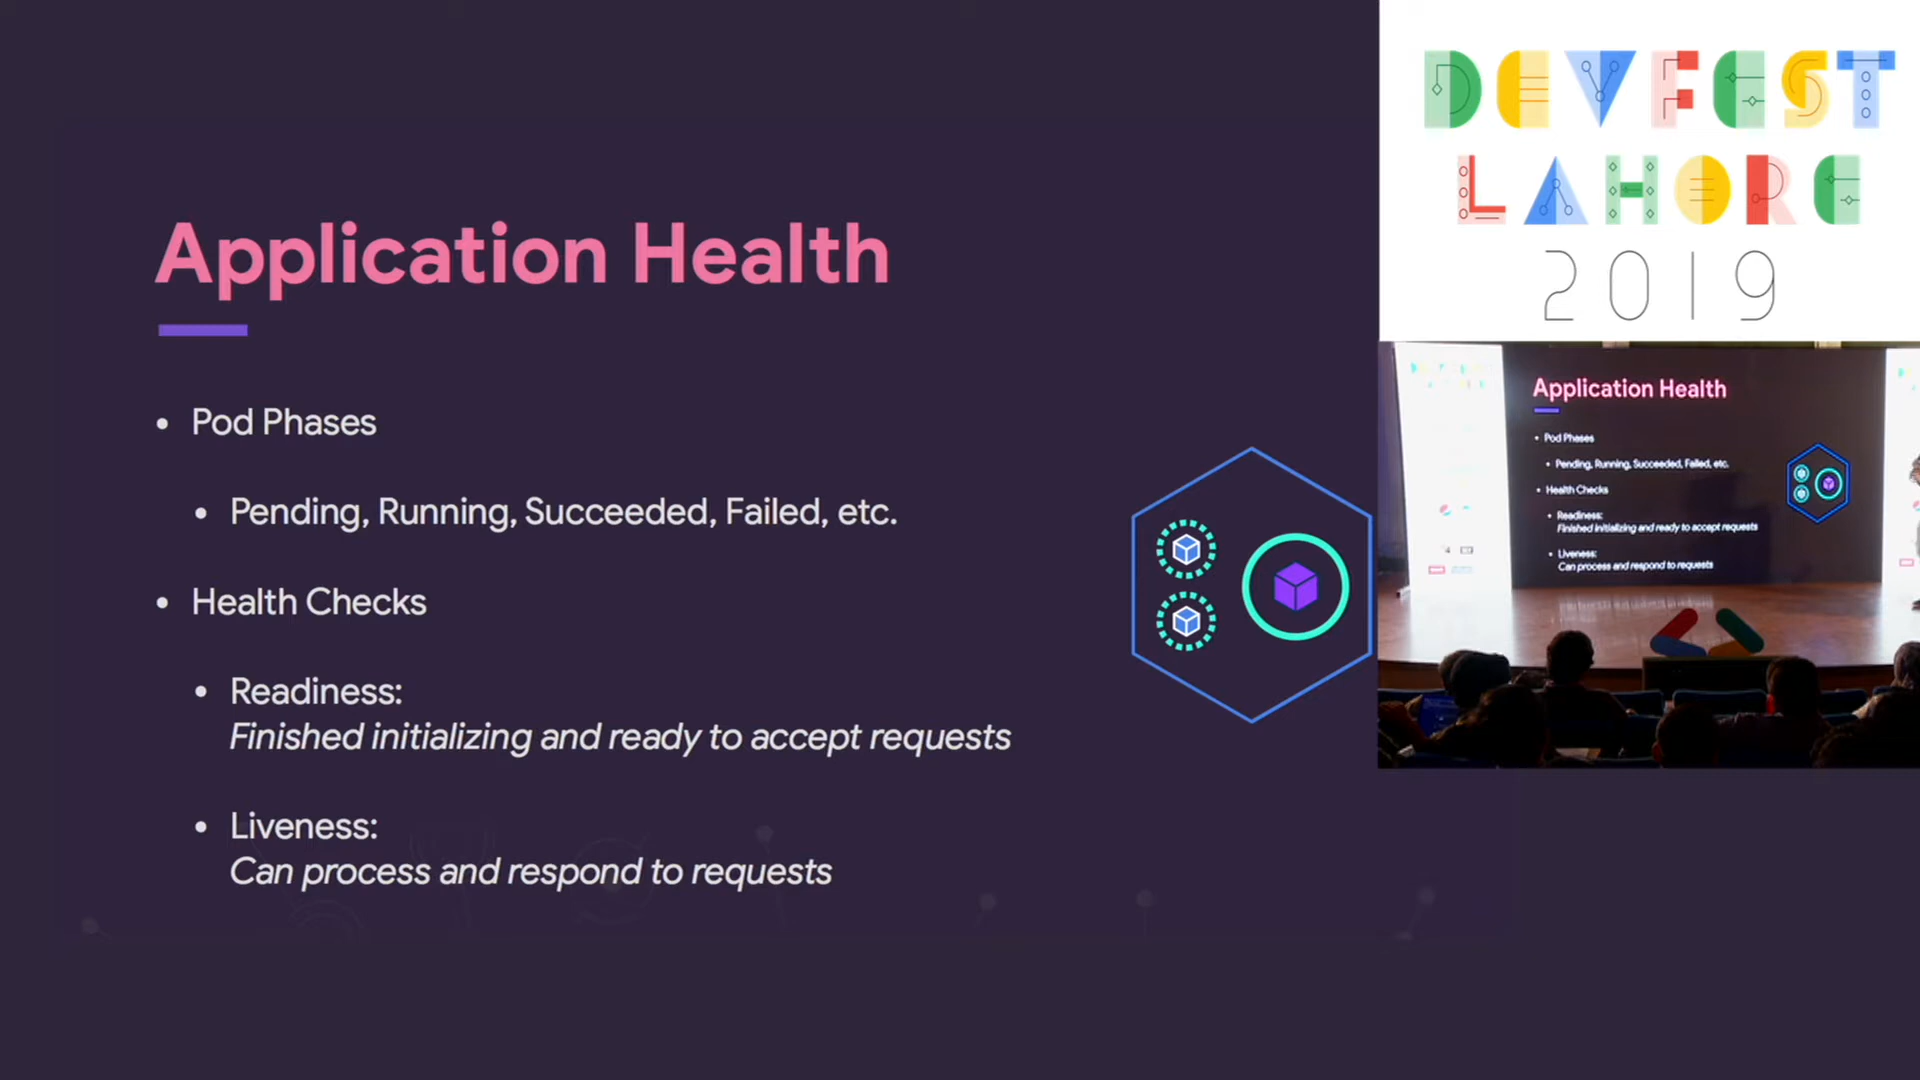 Application Health
• Pod Phases
• Pending, Running, Succeeded, Failed, etc.
• Health Checks
• Readiness:
Finished initializing and ready to accept requests
• Liveness:
Can process and respond to requests
DEVFEST
LAHORE
2019
Application Health
• Pod Phases
• Pending, Running, Succeeded, Failed, etc.
• Health Checks
• Readiness:
Finished initializing and ready to accept requests
• Liveness:
Can process and respond to requests